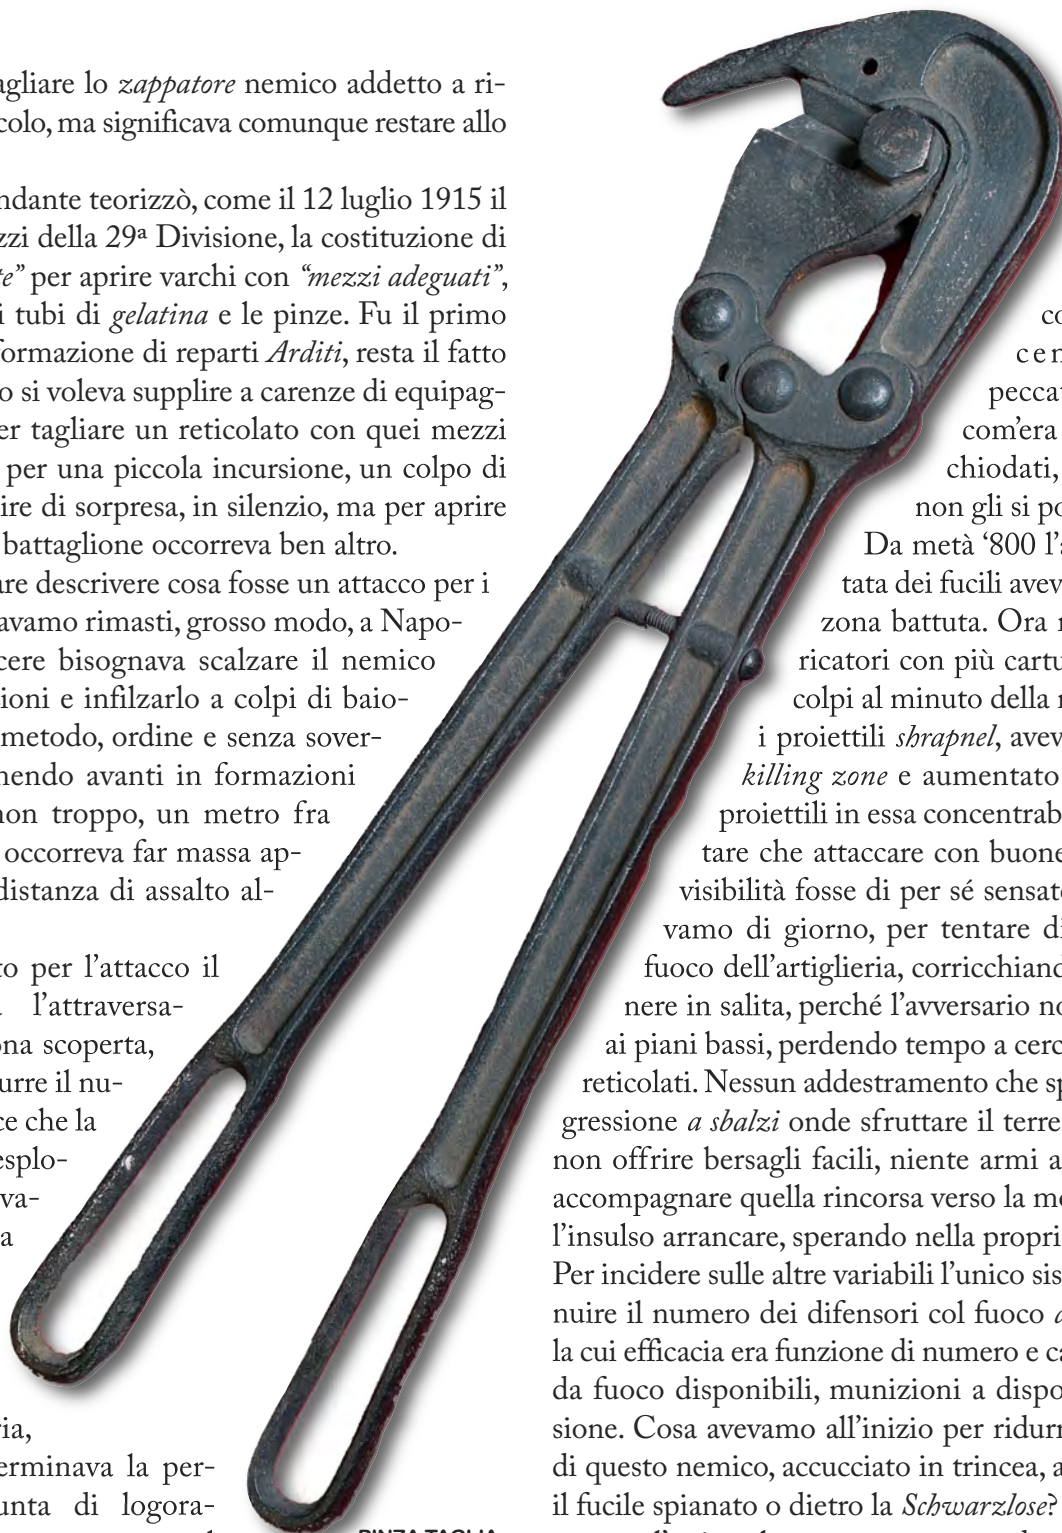 agliare lo zappatore nemico addetto a ri-
colo, ma significava comunque restare allo
ndante teorizzò, come il 12 luglio 1915 il
zzi della 29ª Divisione, la costituzione di
te” per aprire varchi con “mezzi adeguati”,
i tubi di gelatina e le pinze. Fu il primo
formazione di reparti Arditi, resta il fatto
o si voleva supplire a carenze di equipag-
er tagliare un reticolato con quei mezzi
per una piccola incursione, un colpo di
ire di sorpresa, in silenzio, ma per aprire
battaglione occorreva ben altro.
are descrivere cosa fosse un attacco per i
avamo rimasti, grosso modo, a Napo-
cere bisognava scalzare il nemico
ioni e infilzarlo a colpi di baio-
metodo, ordine e senza sover-
nendo avanti in formazioni
non troppo, un metro fra
occorreva far massa ap-
distanza di assalto al-
to per l’attacco il
l’attraversa-
ona scoperta,
urre il nu-
ce che la
esplo-
va-
a
ria,
erminava la per-
unta di logora-
PINZA TAGLIA-
co
cen
pecca
com’era
chiodati,
non gli si po
Da metà ‘800 l’a
tata dei fucili avev
zona battuta. Ora
ricatori con più cartu
colpi al minuto della
i proiettili shrapnel, avev
killing zone e aumentato
proiettili in essa concentrab
tare che attaccare con buone
visibilità fosse di per sé sensat
vamo di giorno, per tentare di
fuoco dell’artiglieria, corricchiand
nere in salita, perché l’avversario no
ai piani bassi, perdendo tempo a cerc
reticolati. Nessun addestramento che sp
gressione a sbalzi onde sfruttare il terre
non offrire bersagli facili, niente armi a
accompagnare quella rincorsa verso la mo
l’insulso arrancare, sperando nella propri
Per incidere sulle altre variabili l’unico sis
nuire il numero dei difensori col fuoco
la cui efficacia era funzione di numero e ca
da fuoco disponibili, munizioni a dispo
sione. Cosa avevamo all’inizio per ridurr
di questo nemico, accucciato in trincea, a
il fucile spianato o dietro la Schwarzlose?